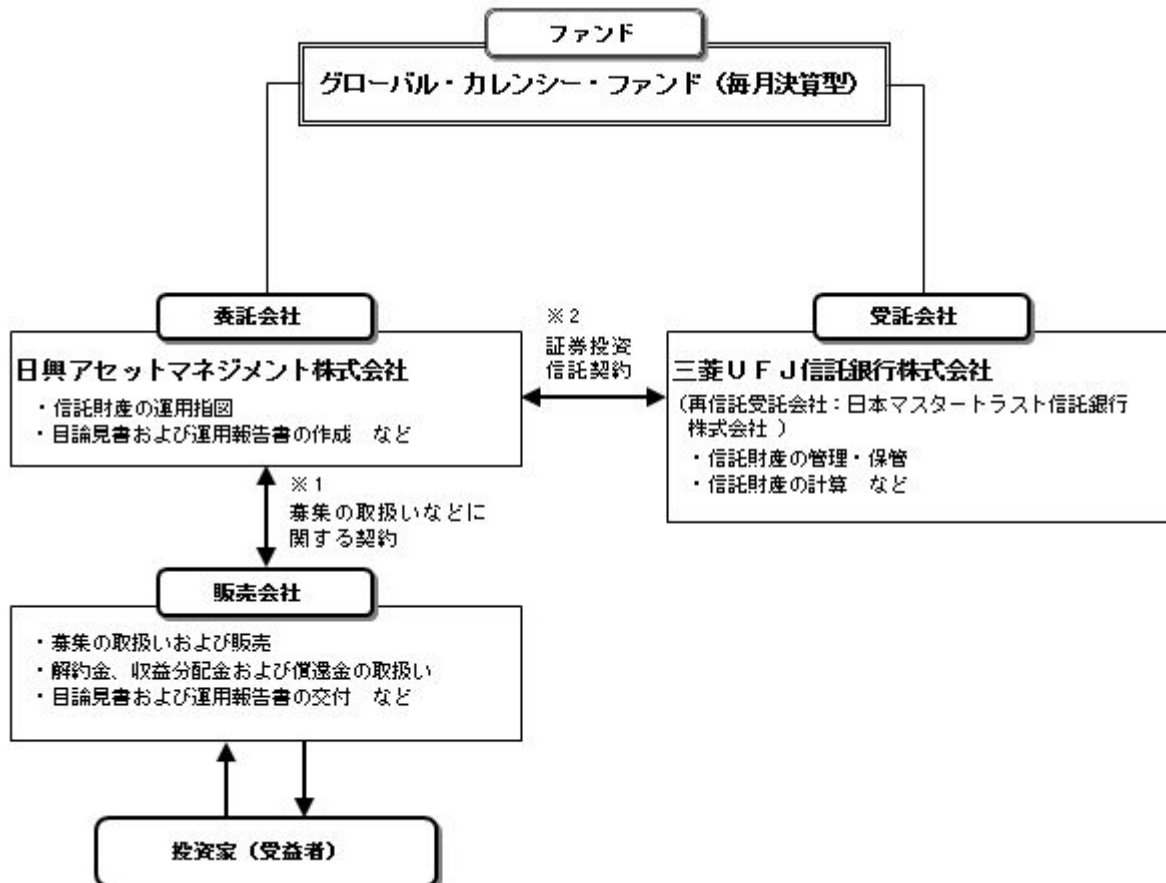 ファンド
グローバル・カレンシー・ファンド（毎月決算型）
委託会社
日興アセットマネジメント株式会社
・信託財産の運用指図
・目論見書および運用報告書の作成　など
※２
証券投資
信託契約
受託会社
三菱ＵＦＪ信託銀行株式会社
（再信託受託会社：日本マスタートラスト信託銀行
株式会社 ）
・信託財産の管理・保管
・信託財産の計算　など
※１
募集の取扱いなどに
関する契約
販売会社
・募集の取扱いおよび販売
・解約金、収益分配金および償還金の取扱い
・目論見書および運用報告書の交付　など
投資家（受益者）